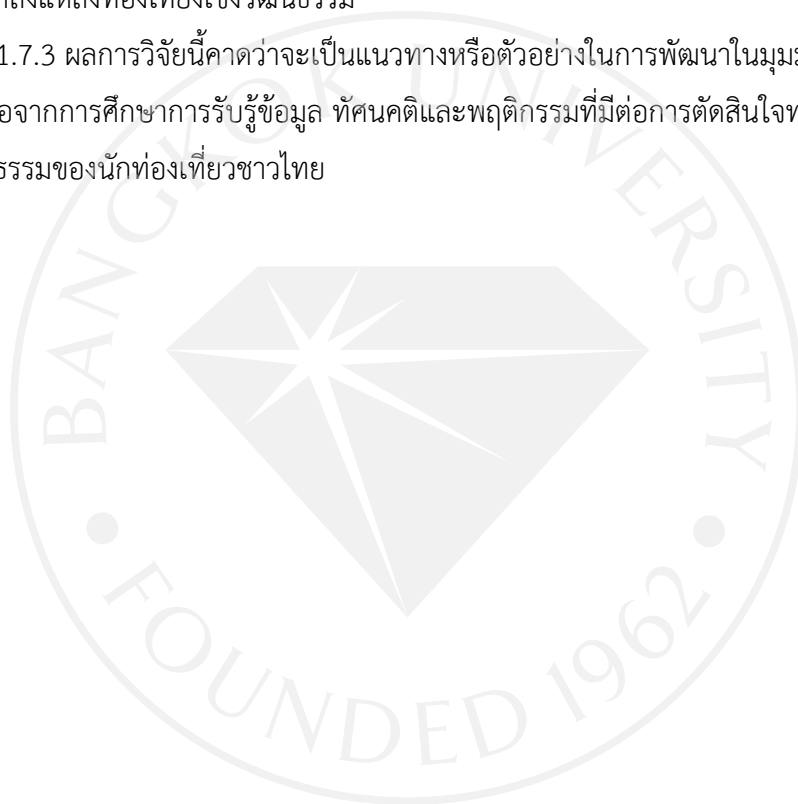 1.7.3 ผลการวิจัยนี้คาดว่าจะเป็นแนวทางหรือตัวอย่างในการพัฒนาในมุม
จากการศึกษาการรับรู้ข้อมูล ทัศนคติและพฤติกรรมที่มีต่อการตัดสินใจ
ธรรมของนักท่องเที่ยวชาวไทย
BANGKOK UNIVERSITY
FOUNDED 1962